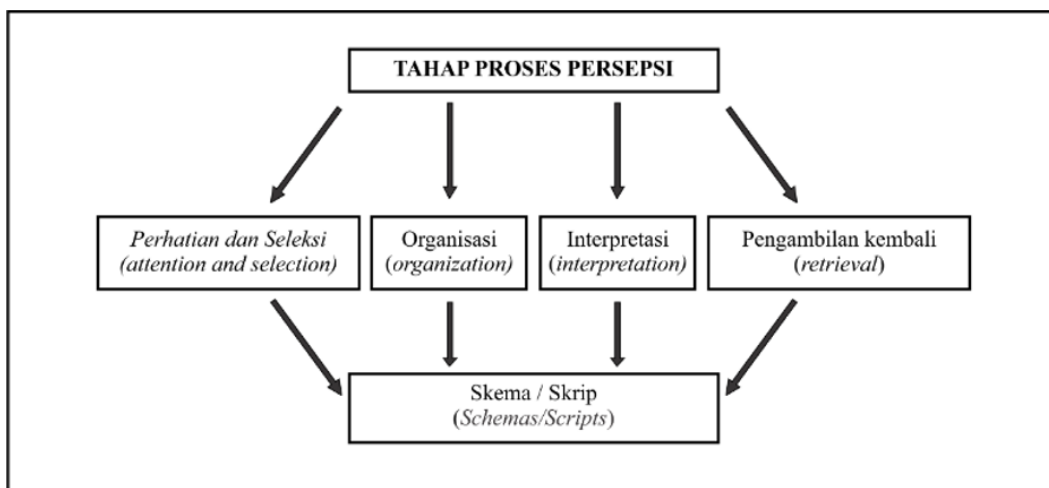 TAHAP PROSES PERSEPSI
Perhatian dan Seleksi
(attention and selection)
Organisasi
(organization)
Interpretasi
(interpretation)
Pengambilan kembali
(retrieval)
Skema / Skrip
(Schemas/Scripts)